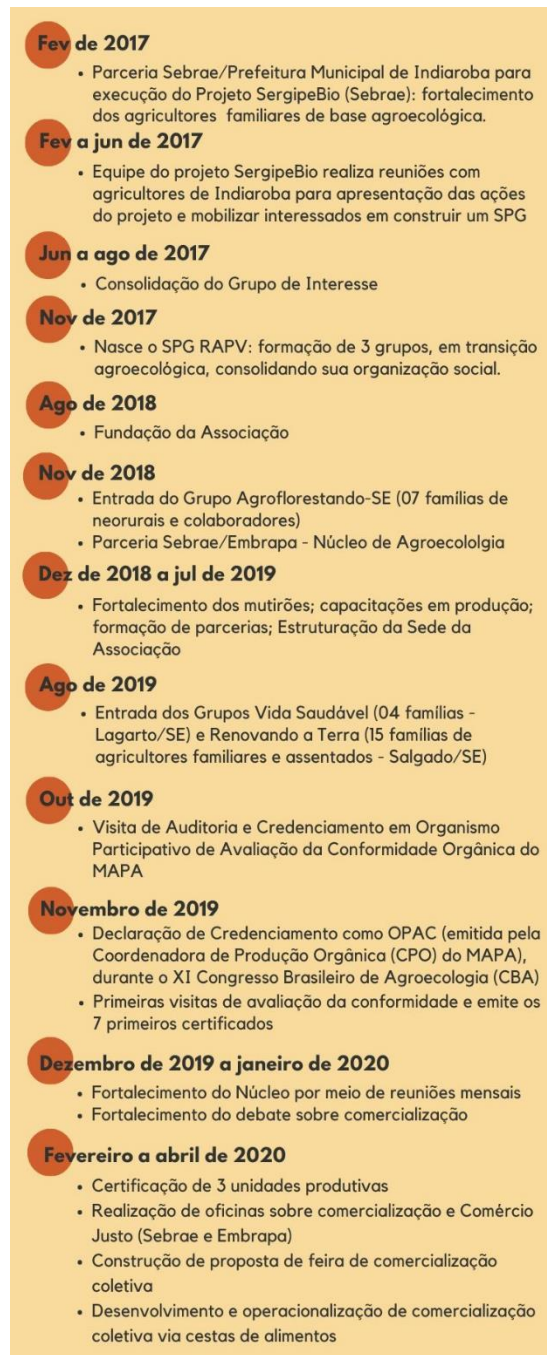 Fev de 2017
• Parceria Sebrae/Prefeitura Municipal de Indiaroba para
execução do Projeto SergipeBio (Sebrae): fortalecimento
dos agricultores familiares de base agroecológica.
Fev a jun de 2017
• Equipe do projeto SergipeBio realiza reuniões com
agricultores de Indiaroba para apresentação das ações
do projeto e mobilizar interessados em construir um SPG
Jun a ago de 2017
• Consolidação do Grupo de Interesse
Nov de 2017
• Nasce o SPG RAPV: formação de 3 grupos, em transição
agroecológica, consolidando sua organização social.
Ago de 2018
• Fundação da Associação
Nov de 2018
• Entrada do Grupo Agroflorestando-SE (07 famílias de
neorurais e colaboradores)
• Parceria Sebrae/Embrapa - Núcleo de Agroecololgia
Dez de 2018 a jul de 2019
• Fortalecimento dos mutirões; capacitações em produção;
formação de parcerias; Estruturação da Sede da
Associação
Ago de 2019
• Entrada dos Grupos Vida Saudável (04 famílias -
Lagarto/SE) e Renovando a Terra (15 famílias de
agricultores familiares e assentados - Salgado/SE)
Out de 2019
• Visita de Auditoria e Credenciamento em Organismo
Participativo de Avaliação da Conformidade Orgânica do
MAPA
Novembro de 2019
• Declaração de Credenciamento como OPAC (emitida pela
Coordenadora de Produção Orgânica (CPO) do MAPA),
durante o XI Congresso Brasileiro de Agroecologia (CBA)
• Primeiras visitas de avaliação da conformidade e emite os
7 primeiros certificados
Dezembro de 2019 a janeiro de 2020
• Fortalecimento do Núcleo por meio de reuniões mensais
• Fortalecimento do debate sobre comercialização
Fevereiro a abril de 2020
• Certificação de 3 unidades produtivas
• Realização de oficinas sobre comercialização e Comércio
Justo (Sebrae e Embrapa)
• Construção de proposta de feira de comercialização
coletiva
• Desenvolvimento e operacionalização de comercialização
coletiva via cestas de alimentos